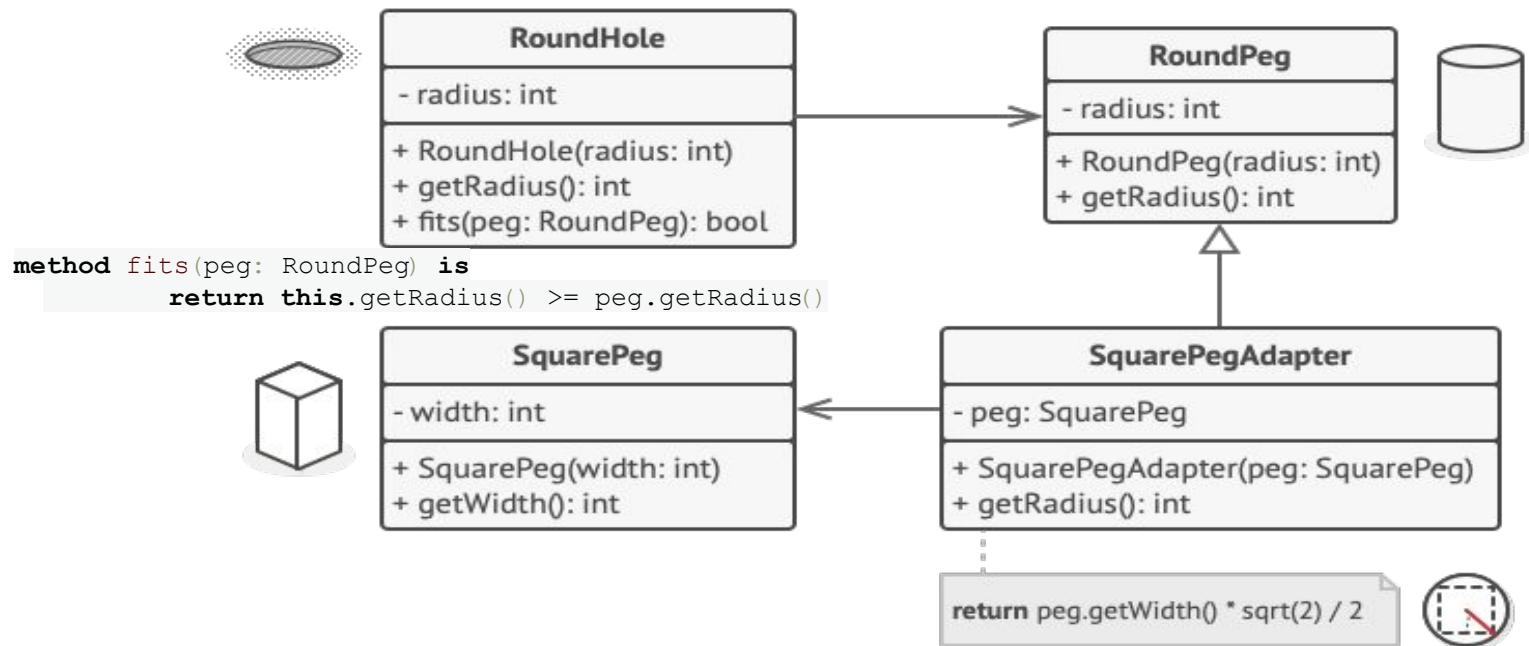 RoundHole
- radius: int
+ RoundHole(radius: int)
+ getRadius(): int
+ fits(peg: RoundPeg): bool
RoundPeg
- radius: int
+ RoundPeg(radius: int)
+ getRadius(): int
method fits(peg: RoundPeg) is
return this.getRadius() >= peg.getRadius()
SquarePeg
- width: int
+ SquarePeg(width: int)
+ getWidth(): int
SquarePegAdapter
- peg: SquarePeg
+ SquarePegAdapter(peg: SquarePeg)
+ getRadius(): int
return peg.getWidth() * sqrt(2) / 2